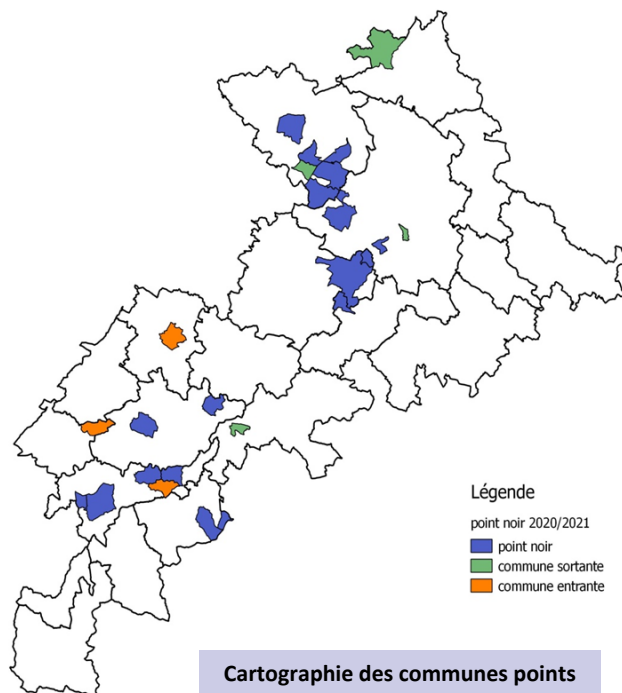 Légende
point noir 2020/2021
point noir
commune sortante
commune entrante
Cartographie des communes points